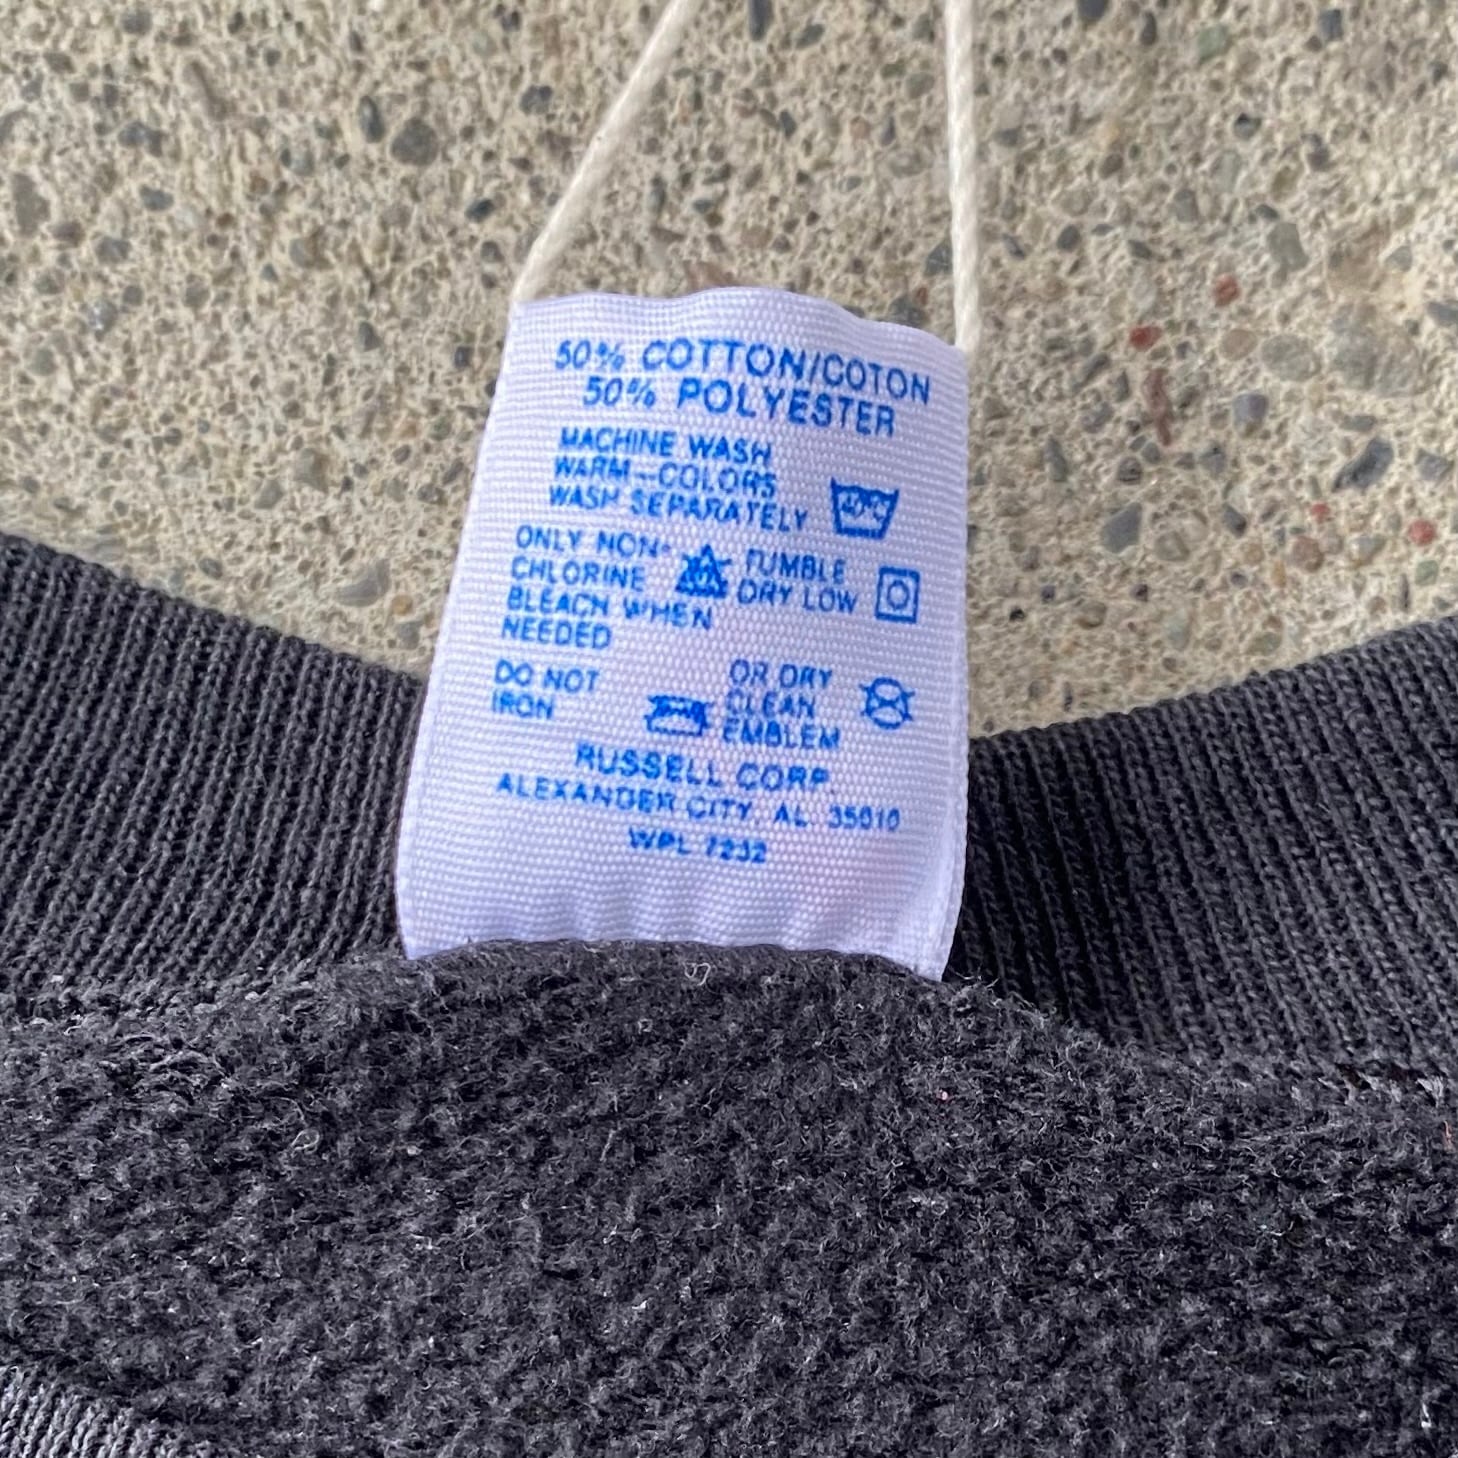 50% COTTON/COTON
50% POLYESTER
MACHINE WASH
WARM-COLORS
WASH SEPARATELY
40°C
ONLY NON-
CHLORINE
BLEACH WHEN
NEEDED
TUMBLE
DRY LOW
DO NOT
IRON
OR DRY
CLEAN
EMBLEM
RUSSELL CORP.
ALEXANDER CITY, AL. 35010
WPL 7232